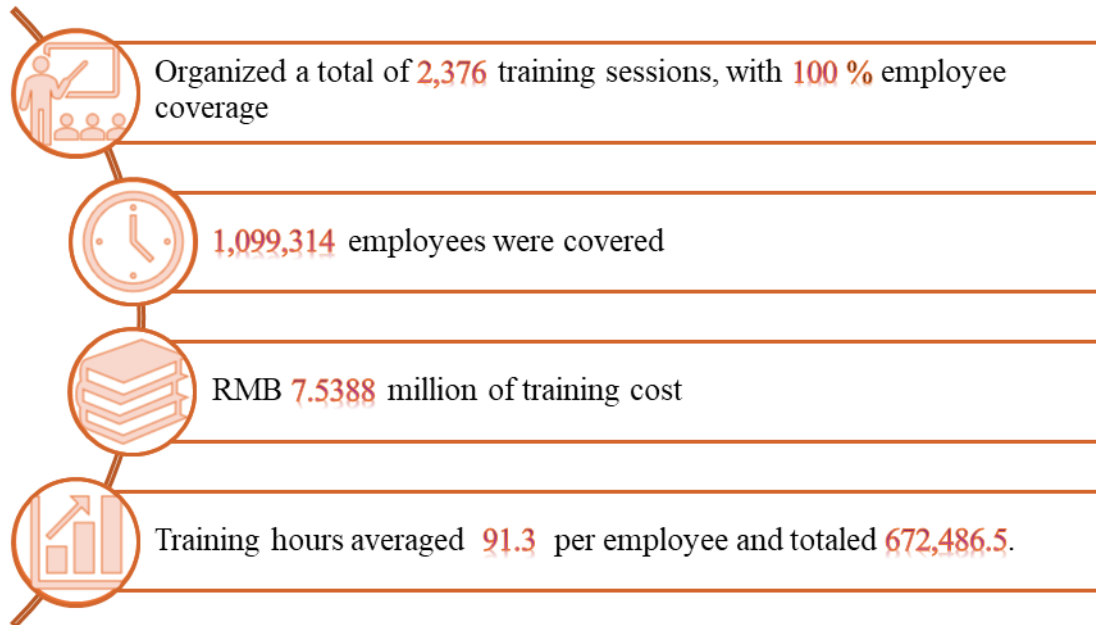 Organized a total of 2,376 training sessions, with 100 % employee
coverage
1,099,314 employees were covered
RMB 7.5388 million of training cost
Training hours averaged 91.3 per employee and totaled 672,486.5.